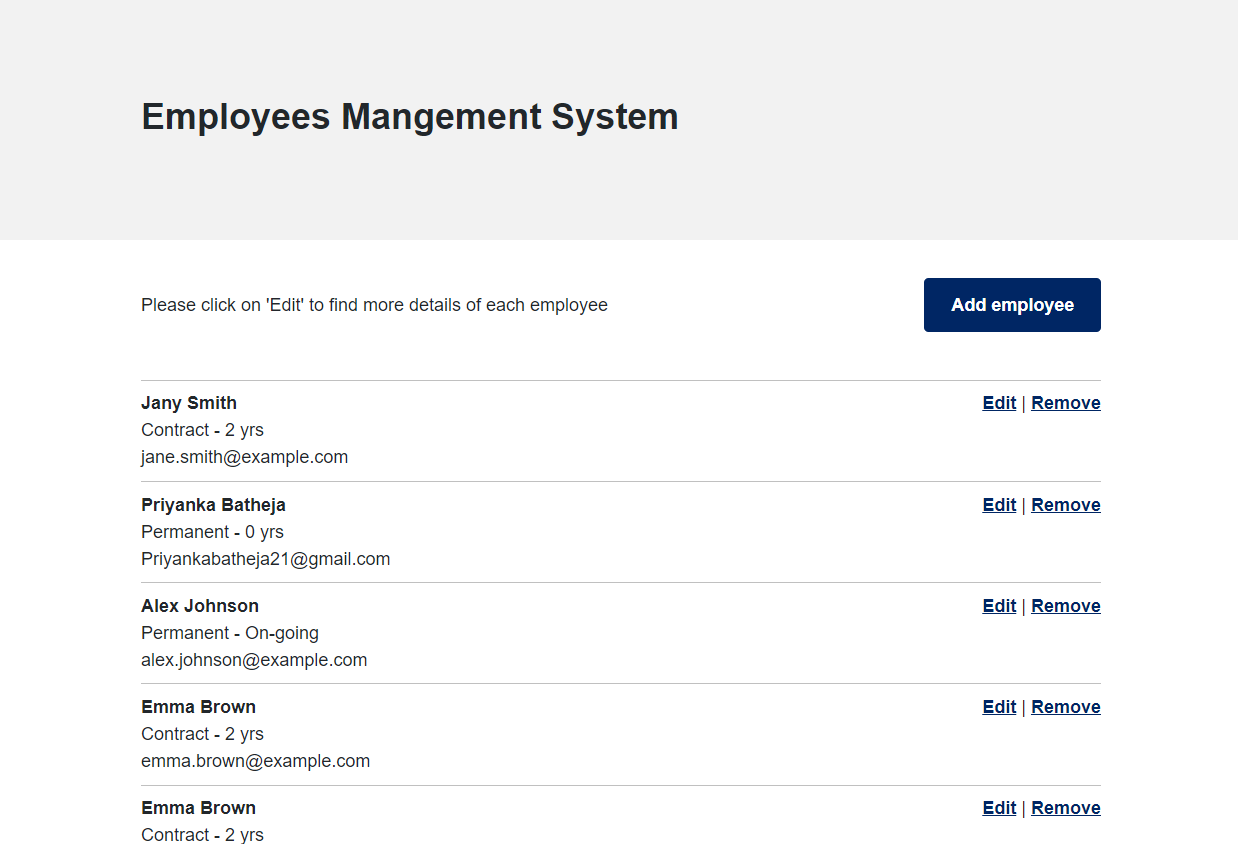 Employees Mangement System
Please click on 'Edit' to find more details of each employee
Add employee
Jany Smith
Edit | Remove
Contract - 2 yrs
jane.smith@example.com
Priyanka Batheja
Edit | Remove
Permanent - 0 yrs
Priyankabatheja21@gmail.com
Alex Johnson
Edit | Remove
Permanent - On-going
alex.johnson@example.com
Emma Brown
Edit | Remove
Contract - 2 yrs
emma.brown@example.com
Emma Brown
Edit | Remove
Contract - 2 yrs